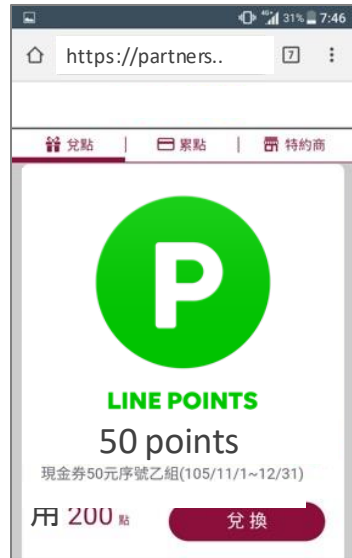 4G 31% 7:46
https://partners.. 7
兌點 | 累點 | 特約商
P
LINE POINTS
50 points
現金券50元序號乙組(105/11/1~12/31)
用 200 點 兌換